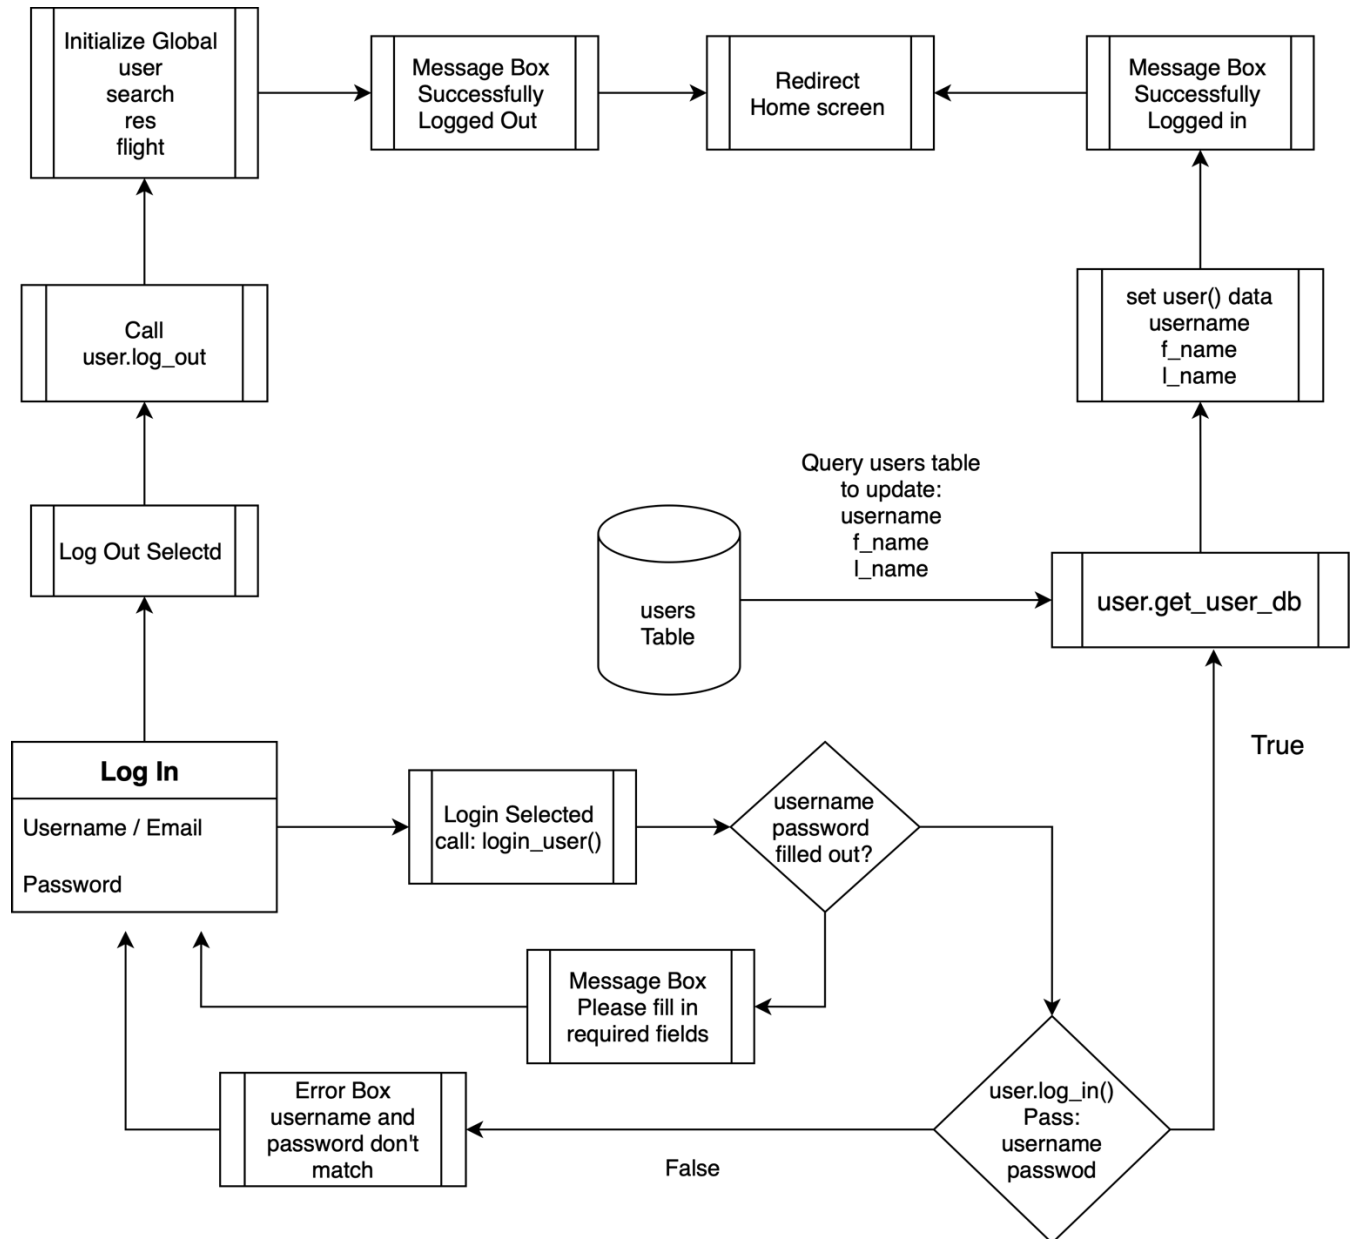 Initialize Global
user
search
res
flight
Message Box
Successfully
Logged Out
Redirect
Home screen
Message Box
Successfully
Logged in
Call
user.log_out
set user() data
username
f_name
l_name
Log Out Selectd
Query users table
to update:
username
f_name
l_name
users
Table
user.get_user_db
True
Log In
Username / Email
Password
Login Selected
call: login_user()
username
password
filled out?
Message Box
Please fill in
required fields
Error Box
username and
password don't
match
False
user.log_in()
Pass:
username
passwod